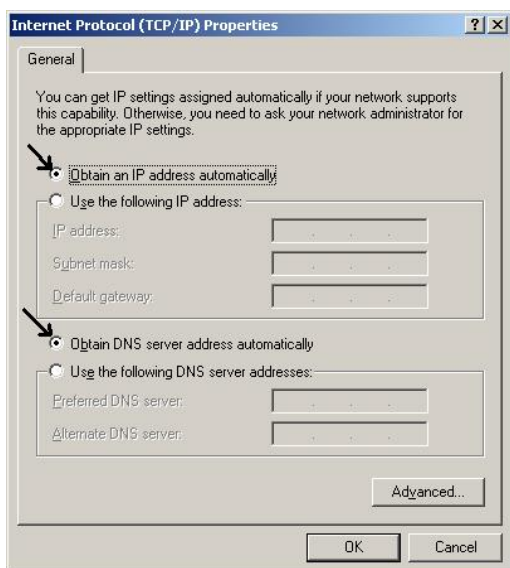 Internet Protocol (TCP/IP) Properties
General
You can get IP settings assigned automatically if your network supports
this capability. Otherwise, you need to ask your network administrator for
the appropriate IP settings.
Obtain an IP address automatically
Use the following IP address:
IP address:
Subnet mask:
Default gateway:
Obtain DNS server address automatically
Use the following DNS server addresses:
Preferred DNS server:
Alternate DNS server:
Advanced...
OK Cancel